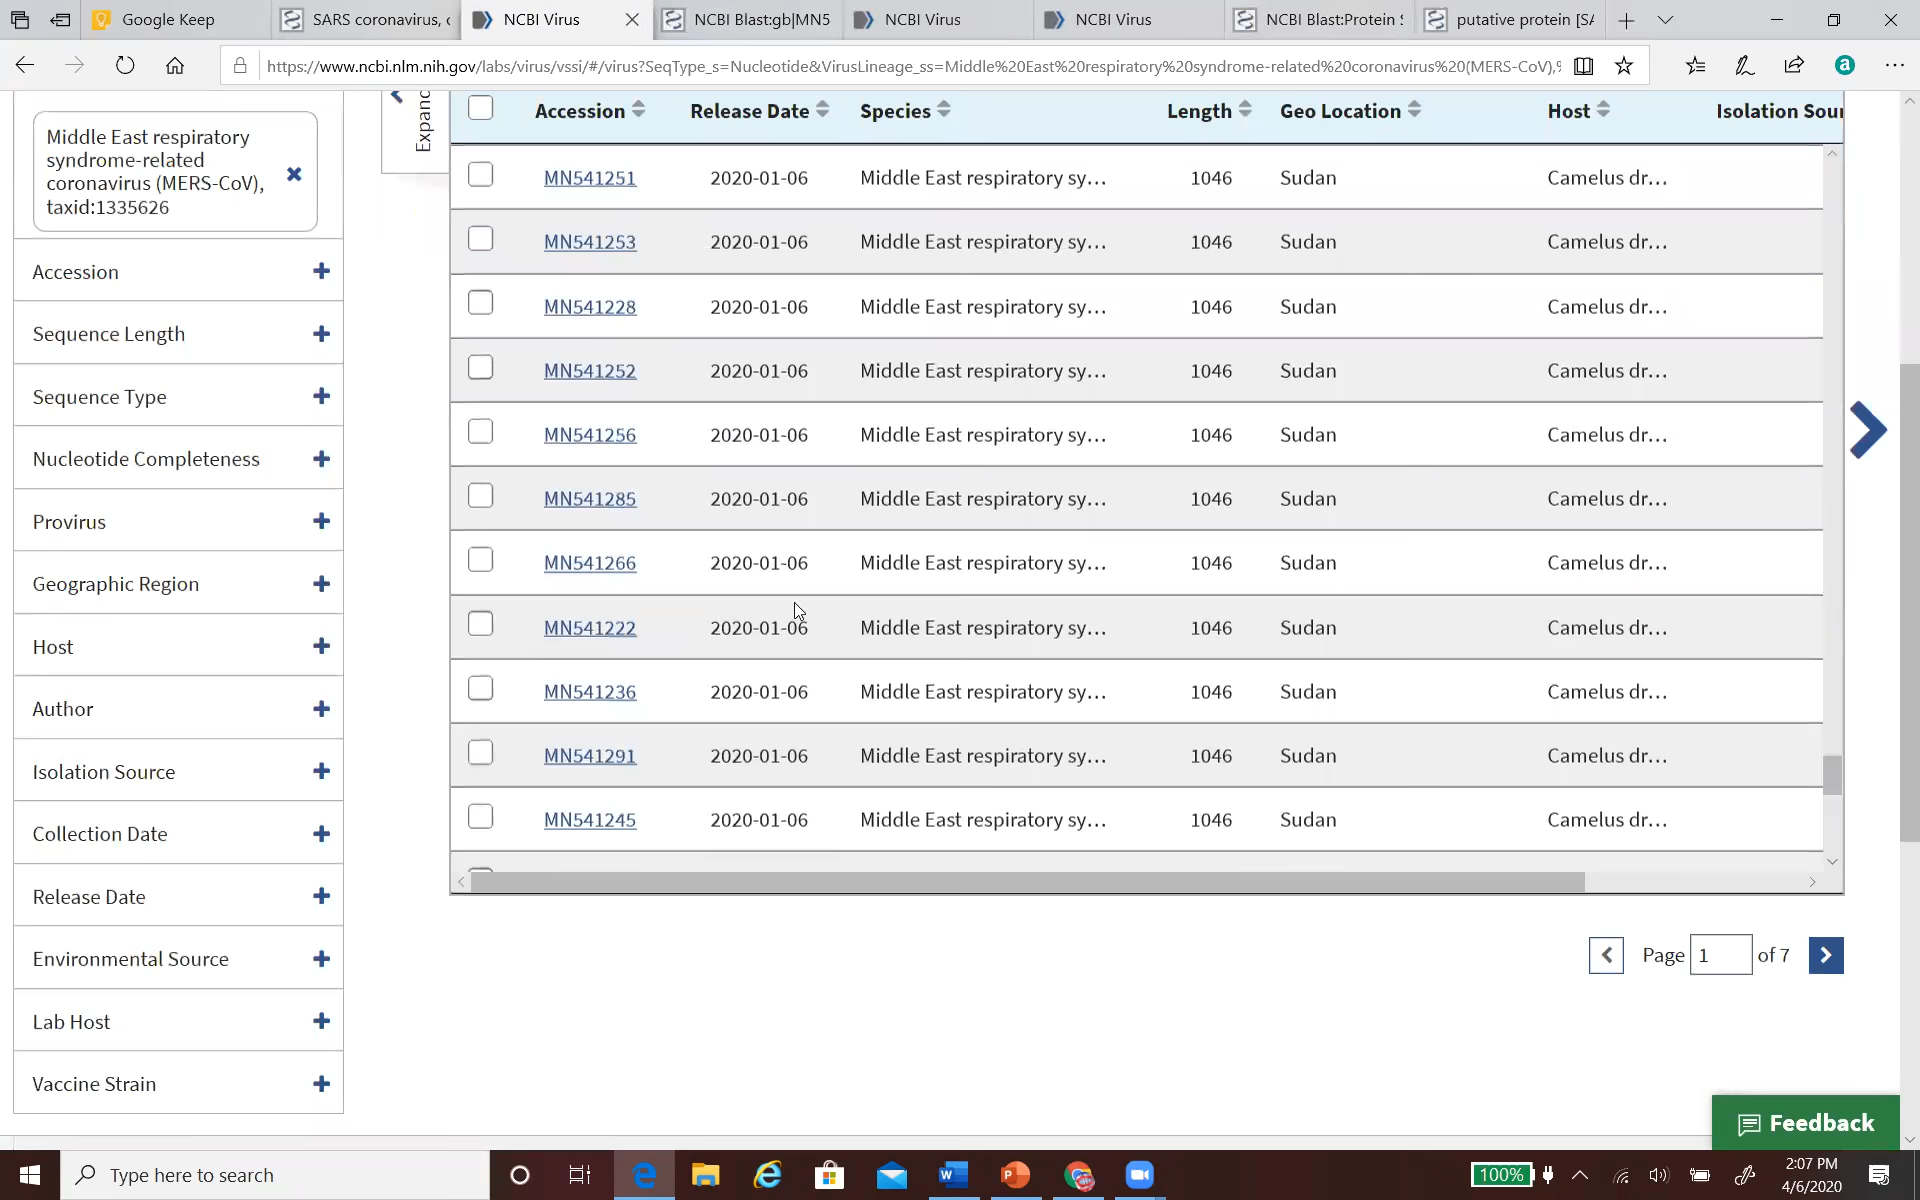 Google Keep
SARS coronavirus, c
NCBI Virus
NCBI Blast:gb|MN5
NCBI Virus
NCBI Virus
NCBI Blast:Protein S
putative protein [SA
https://www.ncbi.nlm.nih.gov/labs/virus/vssi/#/virus?SeqType_s=Nucleotide&VirusLineage_ss=Middle%20East%20respiratory%20syndrome-related%20coronavirus%20(MERS-CoV),%
Middle East respiratory
syndrome-related
coronavirus (MERS-CoV),
taxid:1335626
Accession
Sequence Length
Sequence Type
Nucleotide Completeness
Provirus
Geographic Region
Host
Author
Isolation Source
Collection Date
Release Date
Environmental Source
Lab Host
Vaccine Strain
Expand
Accession Release Date Species Length Geo Location Host Isolation Sour
MN541251 2020-01-06 Middle East respiratory sy... 1046 Sudan Camelus dr...
MN541253 2020-01-06 Middle East respiratory sy... 1046 Sudan Camelus dr...
MN541228 2020-01-06 Middle East respiratory sy... 1046 Sudan Camelus dr...
MN541252 2020-01-06 Middle East respiratory sy... 1046 Sudan Camelus dr...
MN541256 2020-01-06 Middle East respiratory sy... 1046 Sudan Camelus dr...
MN541285 2020-01-06 Middle East respiratory sy... 1046 Sudan Camelus dr...
MN541266 2020-01-06 Middle East respiratory sy... 1046 Sudan Camelus dr...
MN541222 2020-01-06 Middle East respiratory sy... 1046 Sudan Camelus dr...
MN541236 2020-01-06 Middle East respiratory sy... 1046 Sudan Camelus dr...
MN541291 2020-01-06 Middle East respiratory sy... 1046 Sudan Camelus dr...
MN541245 2020-01-06 Middle East respiratory sy... 1046 Sudan Camelus dr...
Page 1 of 7
Feedback
Type here to search
100%
2:07 PM
4/6/2020